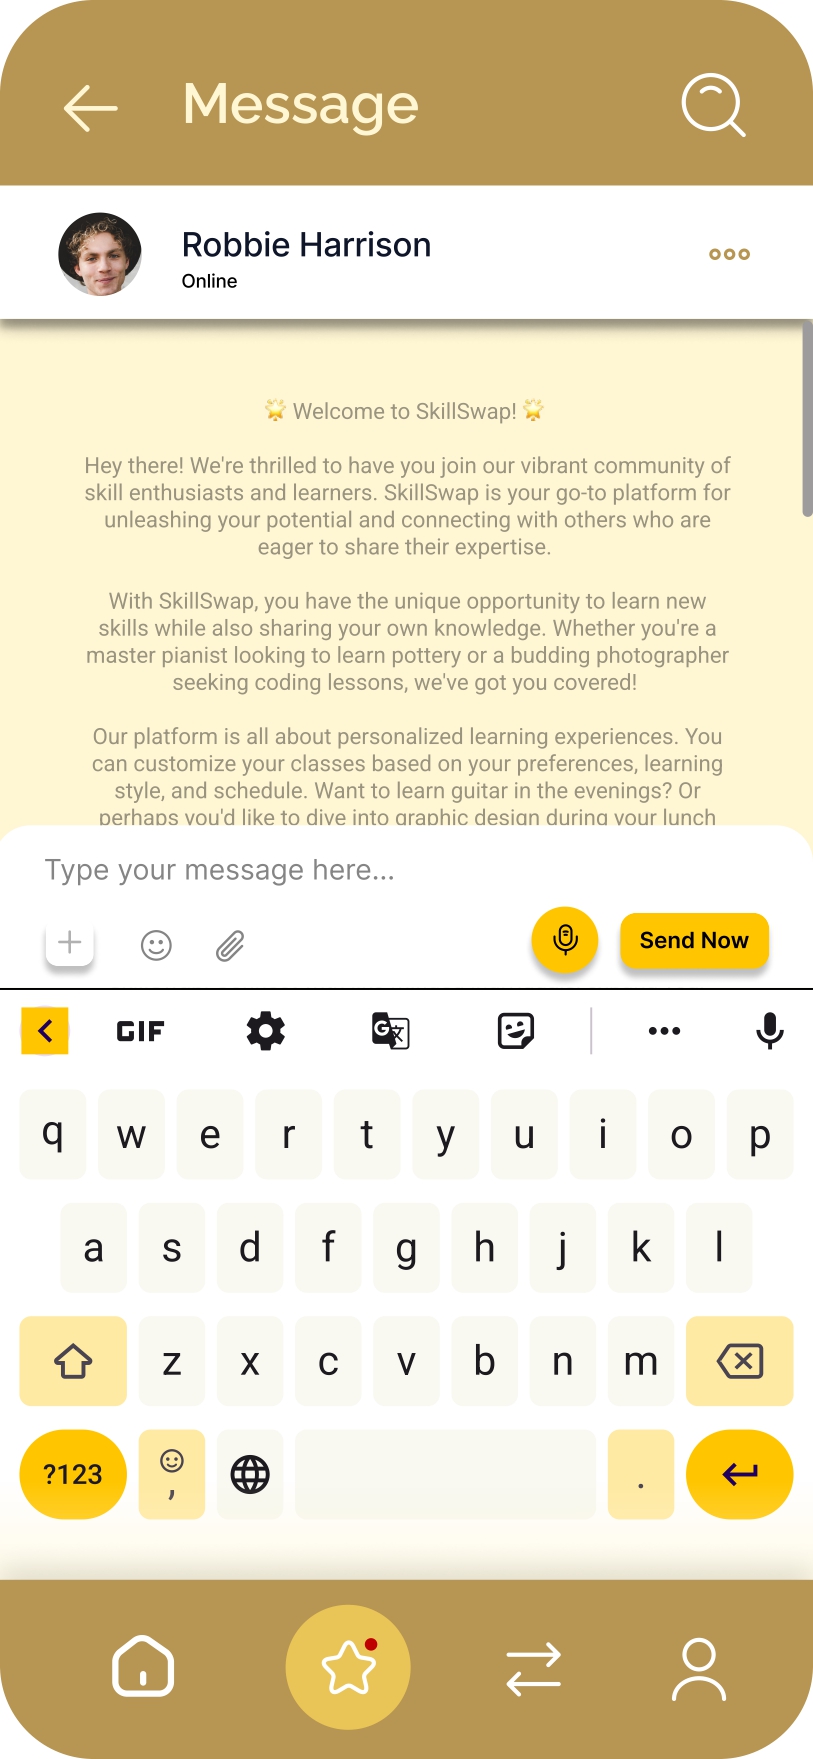 Message
Robbie Harrison
Online
🌟 Welcome to SkillSwap! 🌟
Hey there! We're thrilled to have you join our vibrant community of
skill enthusiasts and learners. SkillSwap is your go-to platform for
unleashing your potential and connecting with others who are
eager to share their expertise.
With SkillSwap, you have the unique opportunity to learn new
skills while also sharing your own knowledge. Whether you're a
master pianist looking to learn pottery or a budding photographer
seeking coding lessons, we've got you covered!
Our platform is all about personalized learning experiences. You
can customize your classes based on your preferences, learning
style, and schedule. Want to learn guitar in the evenings? Or
perhaps you'd like to dive into graphic design during your lunch
Type your message here...
Send Now
GIF
q w e r t y u i o p
a s d f g h j k l
z x c v b n m
?123 , .